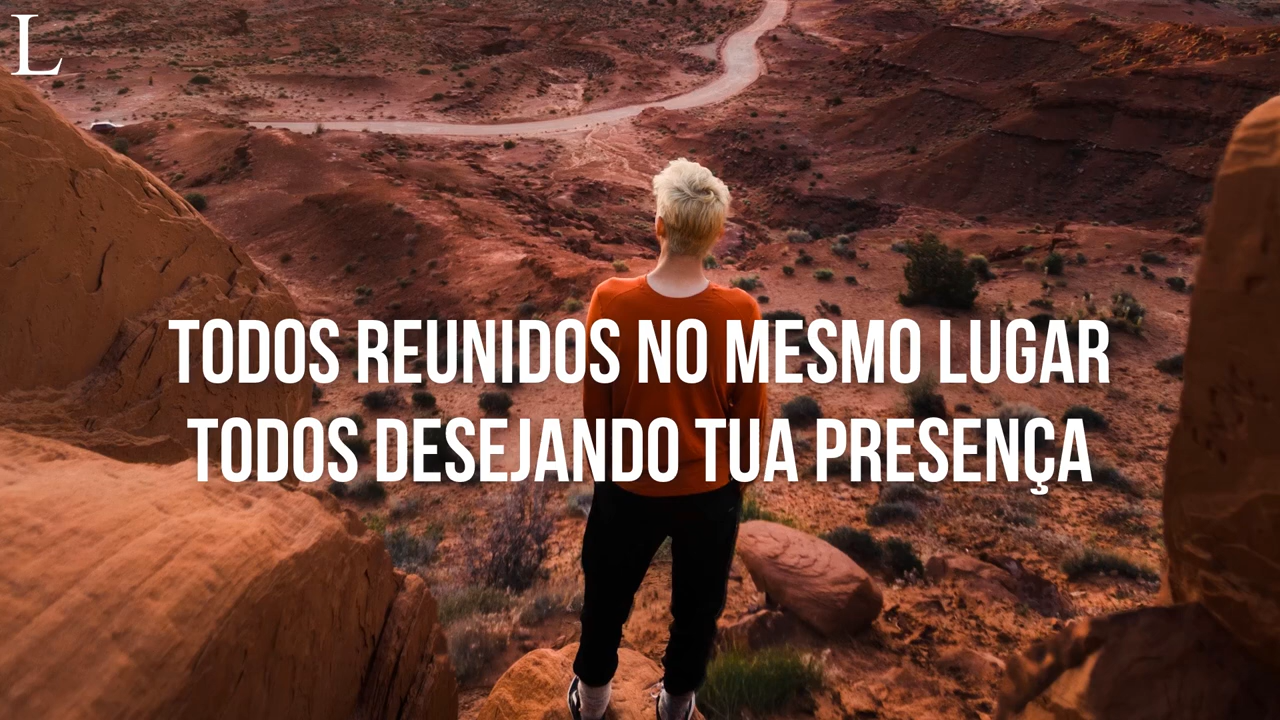 L
TODOS REUNIDOS NO MESMO LUGAR
TODOS DESEJANDO TUA PRESENÇA